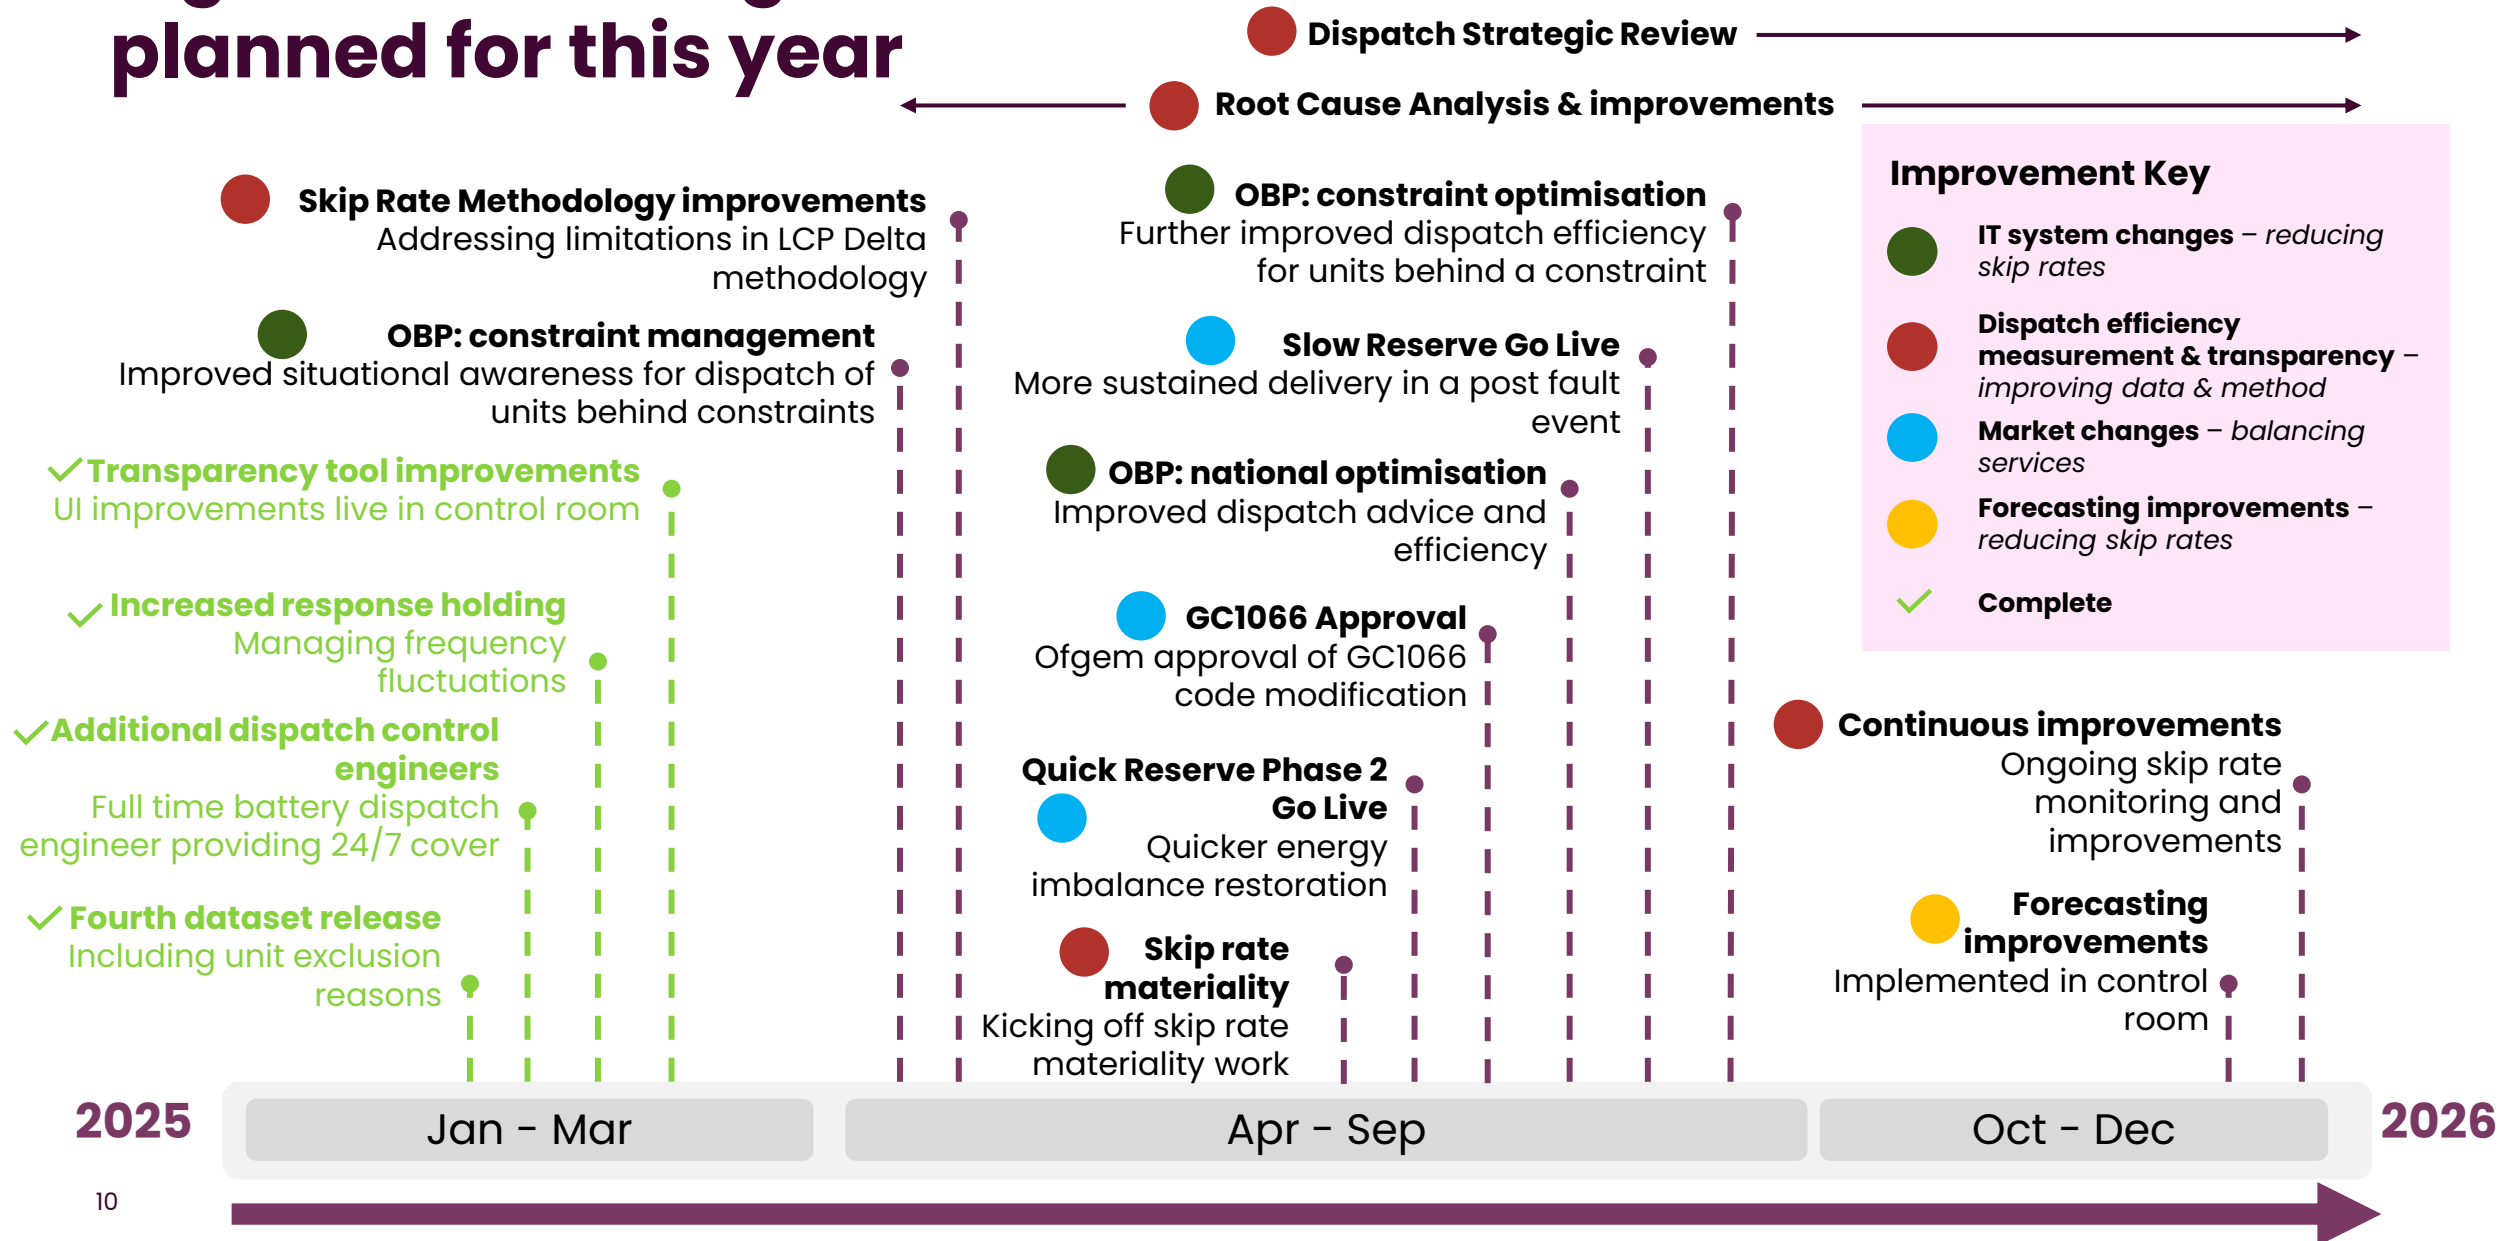 planned for this year
Dispatch Strategic Review
Root Cause Analysis & improvements
Skip Rate Methodology improvements
Addressing limitations in LCP Delta
methodology
OBP: constraint management
Improved situational awareness for dispatch of
units behind constraints
Transparency tool improvements
UI improvements live in control room
Increased response holding
Managing frequency
fluctuations
Additional dispatch control
engineers
Full time battery dispatch
engineer providing 24/7 cover
Fourth dataset release
Including unit exclusion
reasons
OBP: constraint optimisation
Further improved dispatch efficiency
for units behind a constraint
Slow Reserve Go Live
More sustained delivery in a post fault
event
OBP: national optimisation
Improved dispatch advice and
efficiency
GC1066 Approval
Ofgem approval of GC1066
code modification
Quick Reserve Phase 2
Go Live
Quicker energy
imbalance restoration
Skip rate
materiality
Kicking off skip rate
materiality work
Improvement Key
IT system changes – reducing
skip rates
Dispatch efficiency
measurement & transparency –
improving data & method
Market changes – balancing
services
Forecasting improvements –
reducing skip rates
Complete
Continuous improvements
Ongoing skip rate
monitoring and
improvements
Forecasting
improvements
Implemented in control
room
2025
Jan - Mar
Apr - Sep
Oct - Dec
2026
10